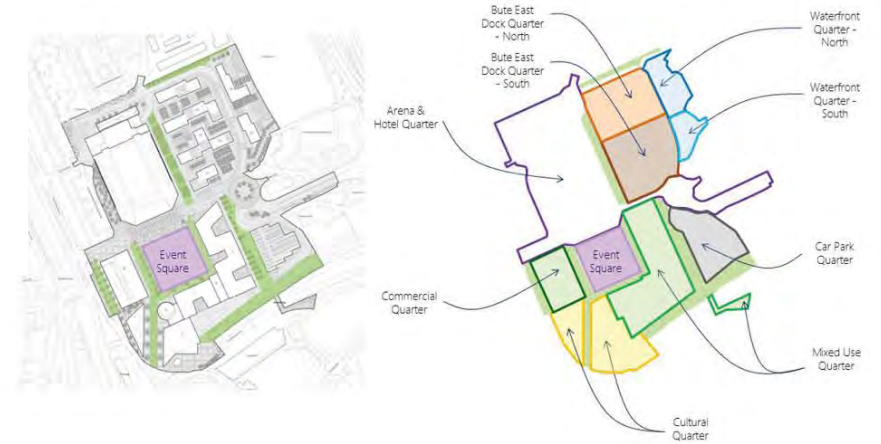 Event
Square
Bute East
Dock Quarter
- North
Bute East
Dock Quarter
- South
Waterfront
Quarter -
North
Waterfront
Quarter -
South
Arena &
Hotel Quarter
Event
Square
Car Park
Quarter
Commercial
Quarter
Mixed Use
Quarter
Cultural
Quarter